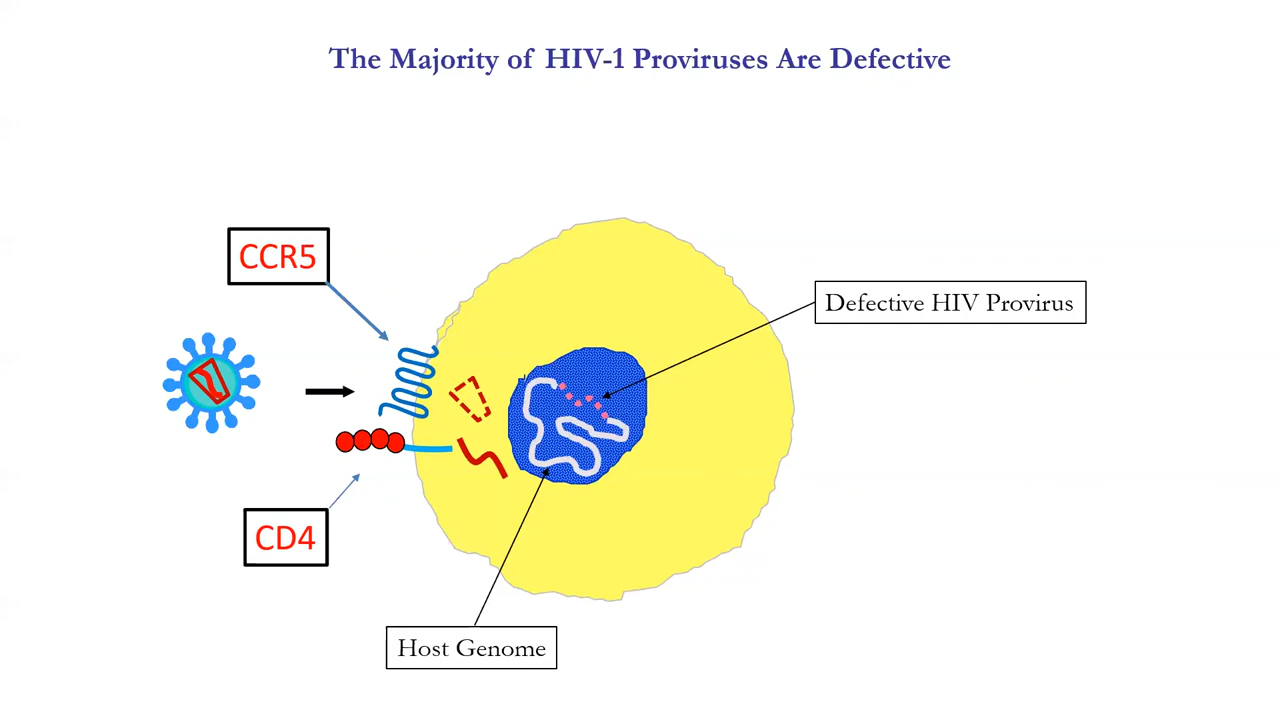 The Majority of HIV-1 Proviruses Are Defective
CCR5
Defective HIV Provirus
CD4
Host Genome